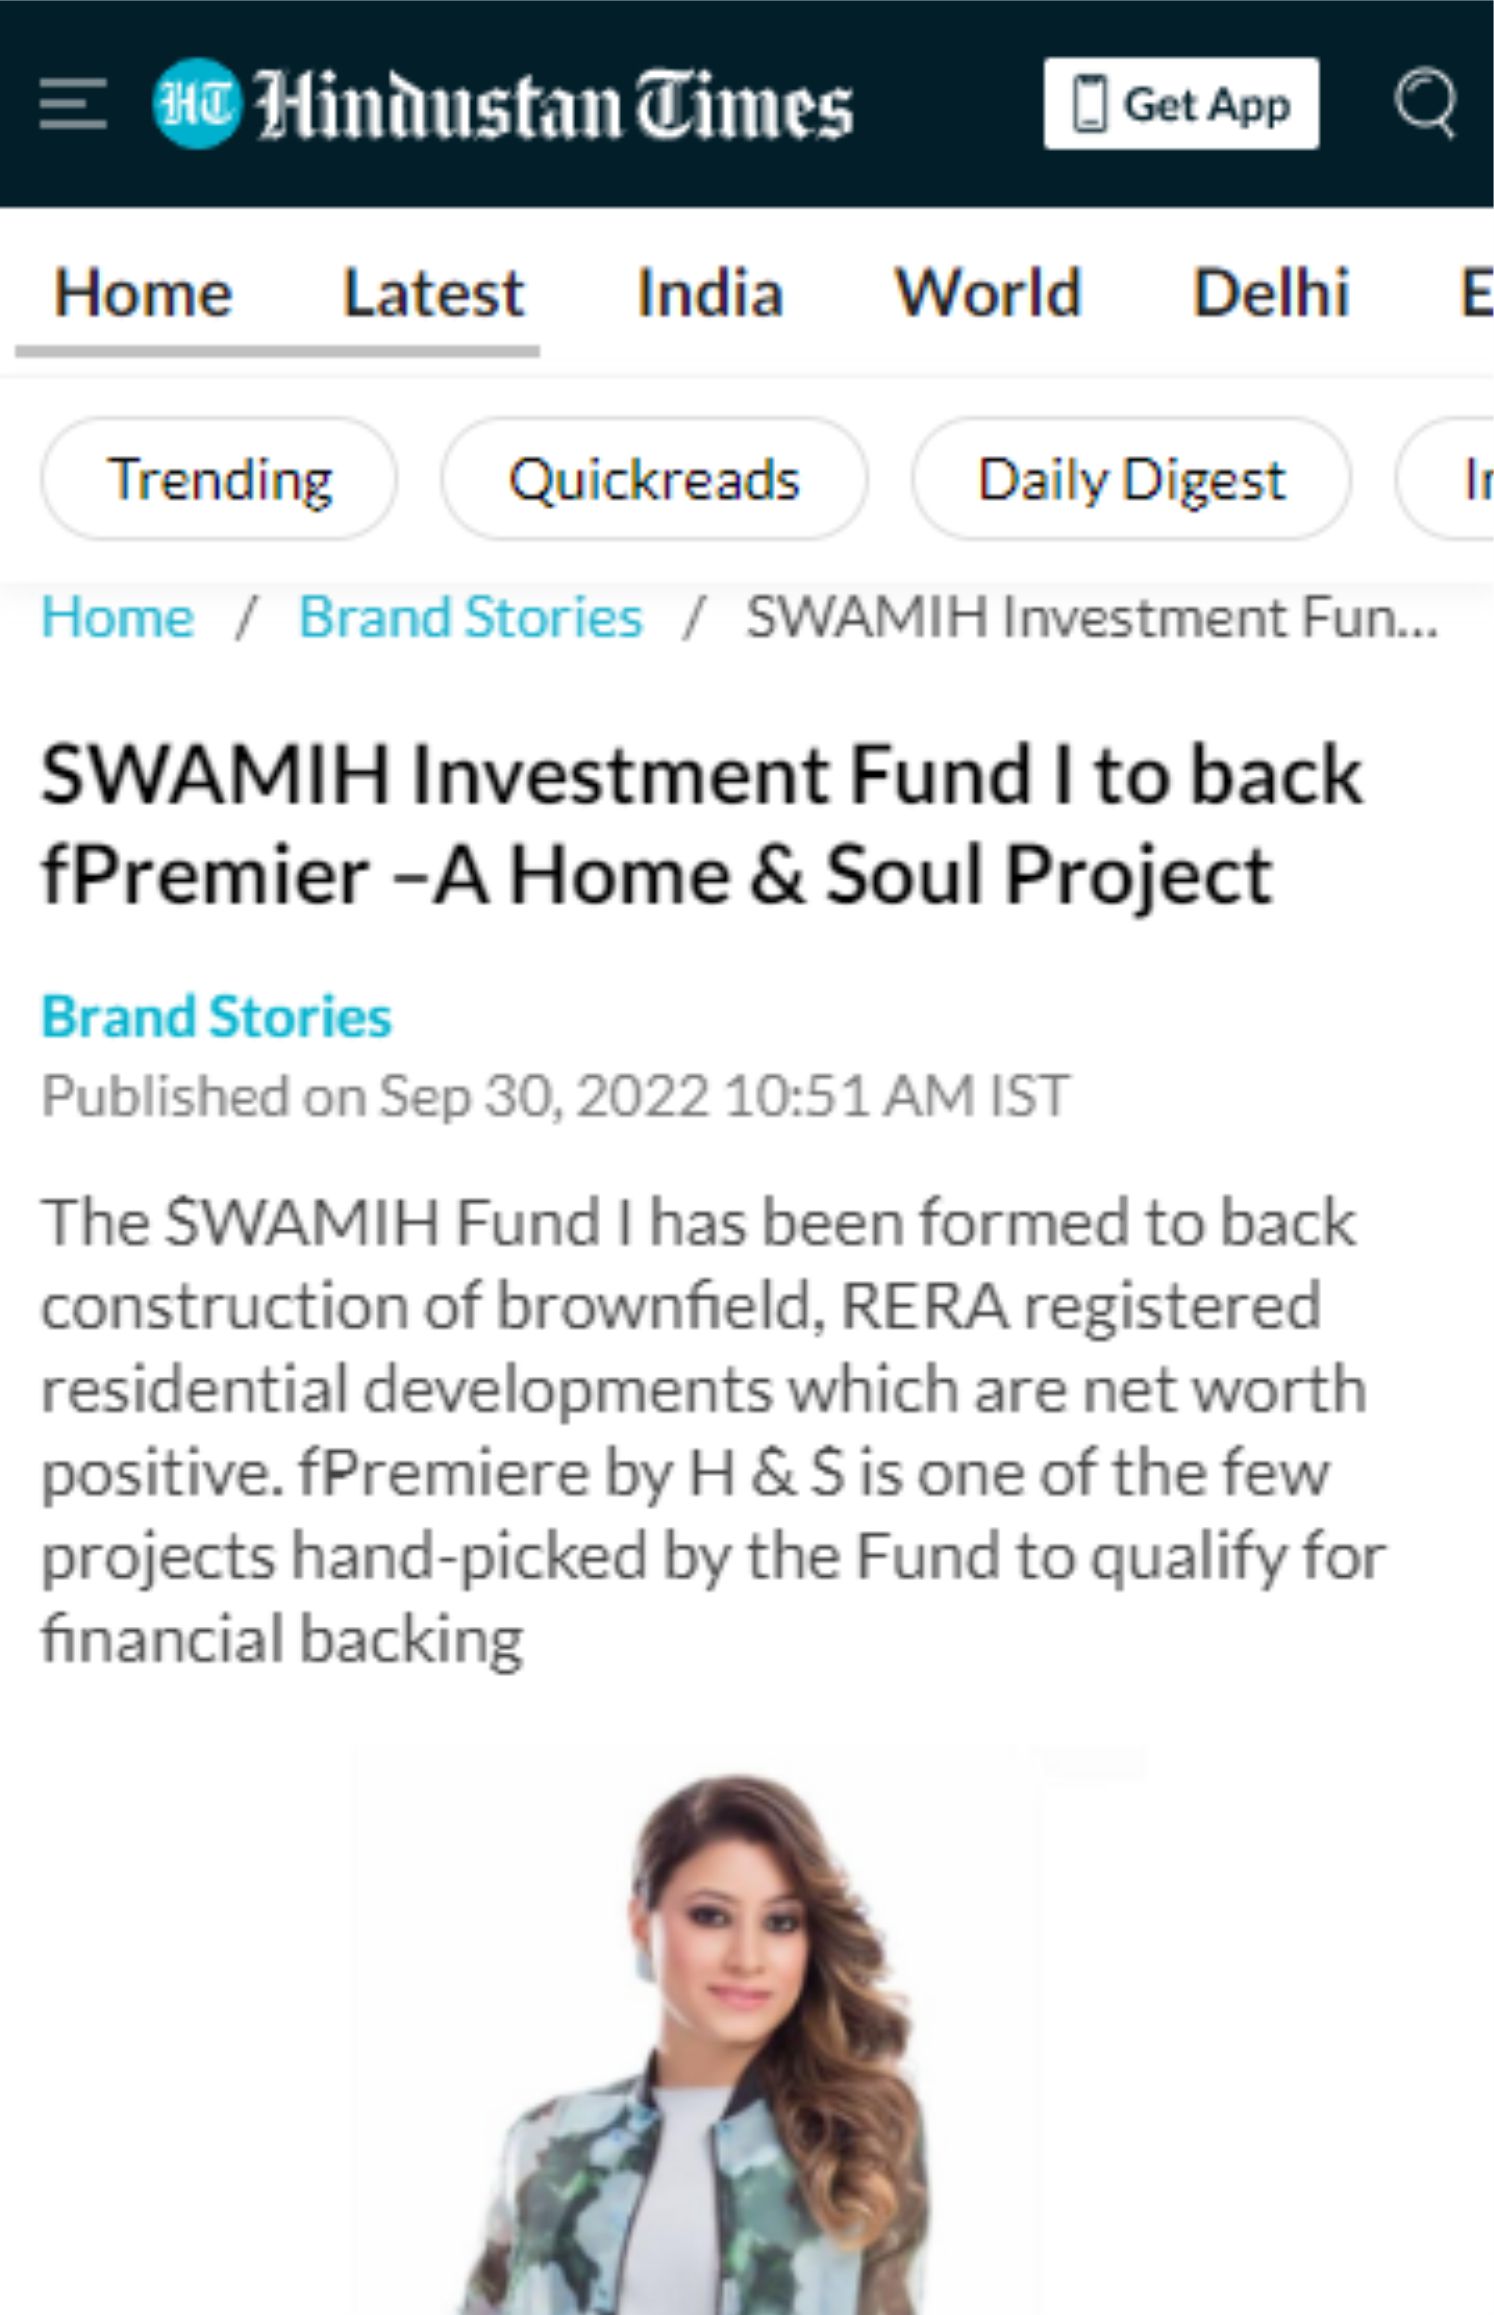 HT Hindustan Times
Get App
Home Latest India World Delhi E
Trending Quickreads Daily Digest
Home / Brand Stories / SWAMIH Investment Fun...
SWAMIH Investment Fund I to back
fPremier –A Home & Soul Project
Brand Stories
Published on Sep 30, 2022 10:51 AM IST
The SWAMIH Fund I has been formed to back
construction of brownfield, RERA registered
residential developments which are net worth
positive. fPremiere by H & S is one of the few
projects hand-picked by the Fund to qualify for
financial backing